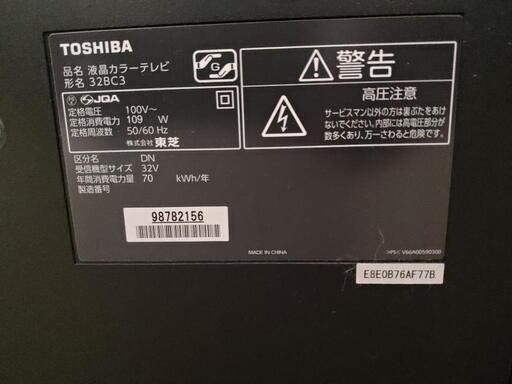 TOSHIBA
品名 液晶カラーテレビ
形名 32BC3
JQA
定格電圧 100V～
定格消費電力 109 W
定格周波数 50/60 Hz
株式会社 東芝
区分名 DN
受信機型サイズ 32V
年間消費電力量 70 kWh/年
製造番号
98782156
G
警告
高圧注意
サービスマン以外の方は裏ぶたをあけ
ないでください。内部には高電圧部分が
数多くあり、万一さわると危険です。
MADE IN CHINA
>PS< V66A00590300
E8E0B76AF77B